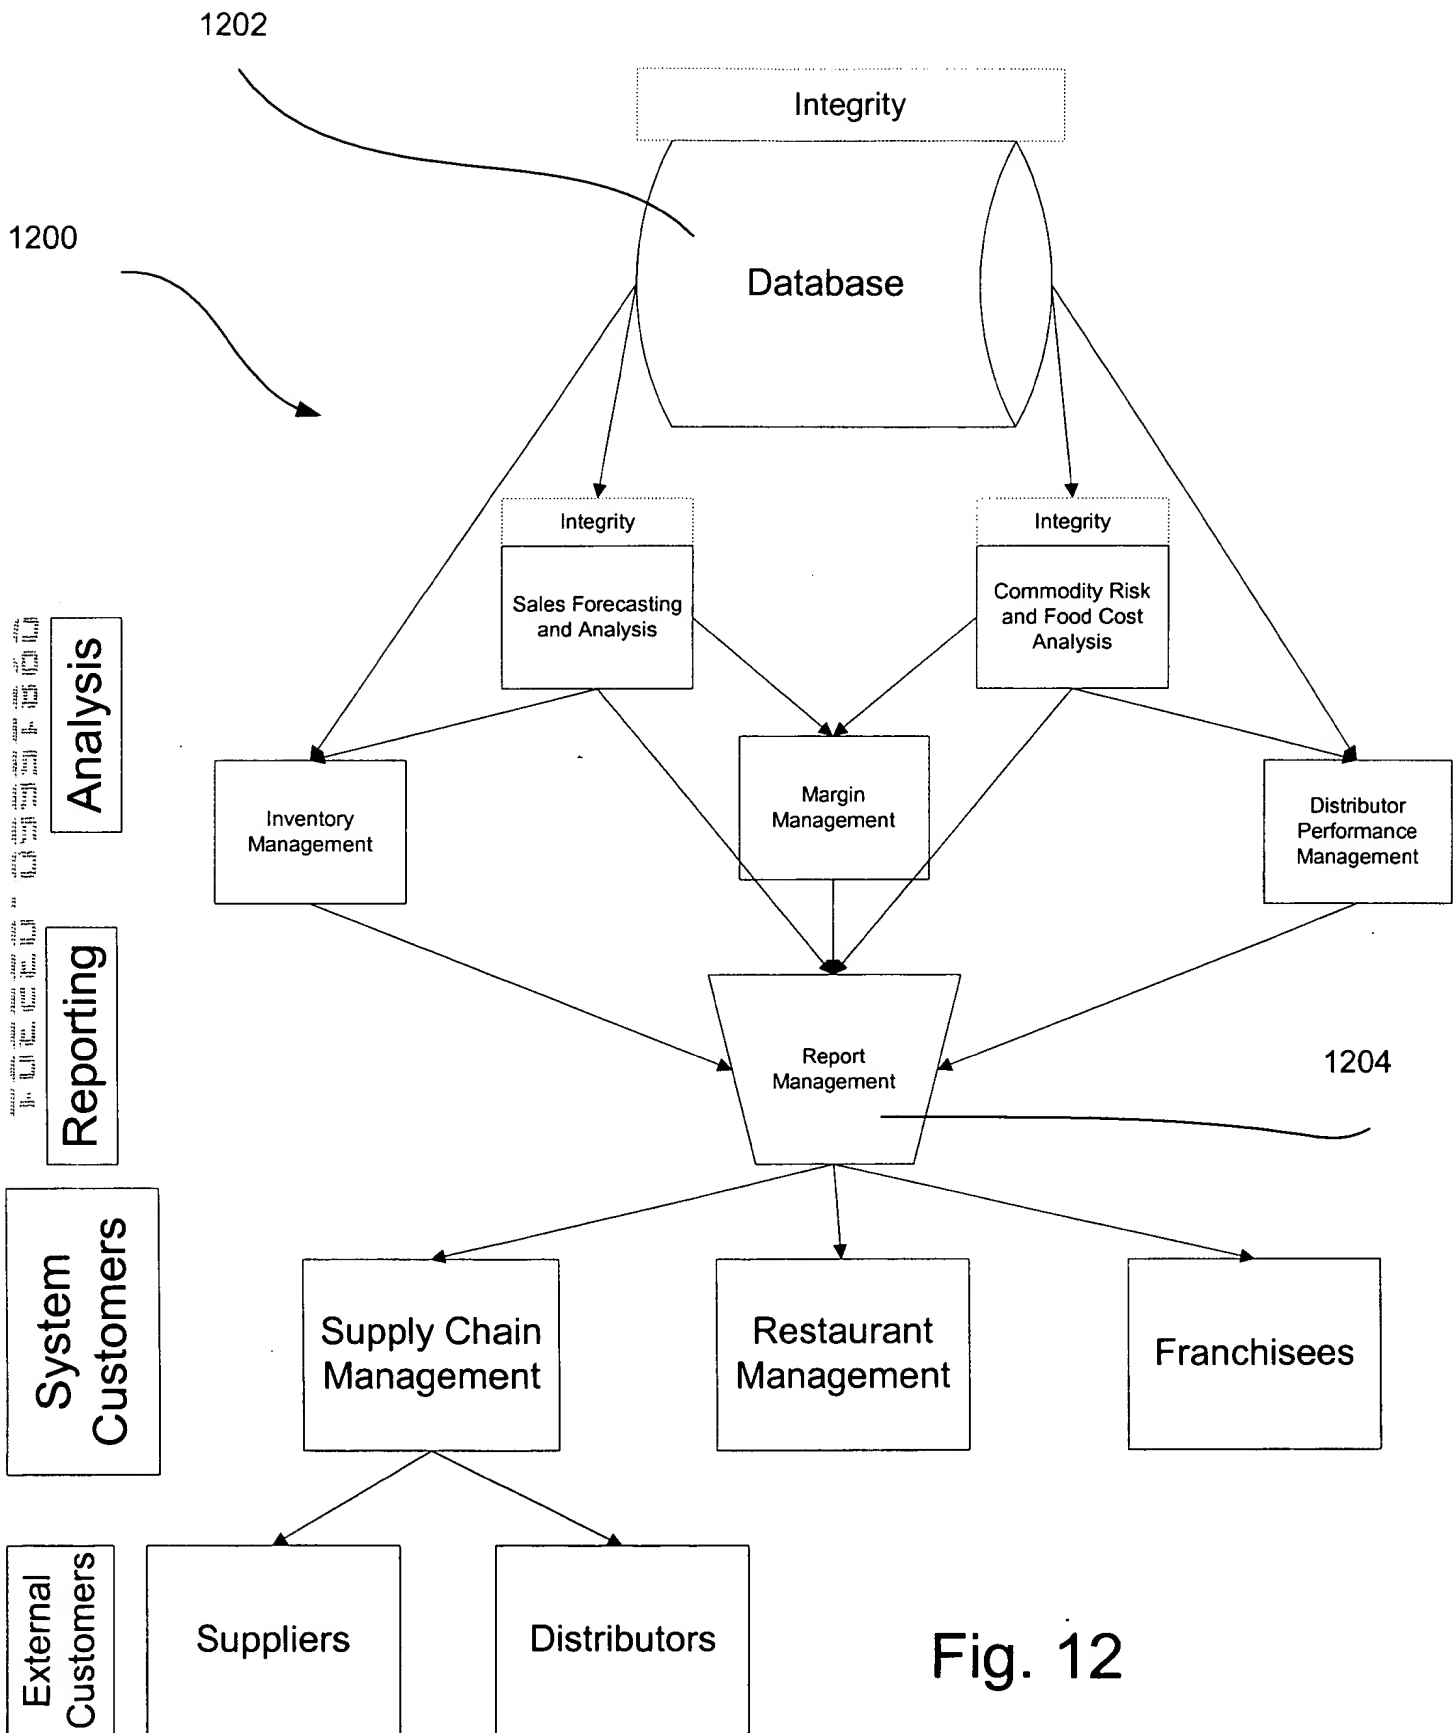 1202
Integrity
1200
Database
Integrity
Integrity
Sales Forecasting
and Analysis
Commodity Risk
and Food Cost
Analysis
Analysis
Inventory
Management
Margin
Management
Distributor
Performance
Management
Reporting
Report
Management
1204
System
Customers
Supply Chain
Management
Restaurant
Management
Franchisees
External
Customers
Suppliers
Distributors
Fig. 12